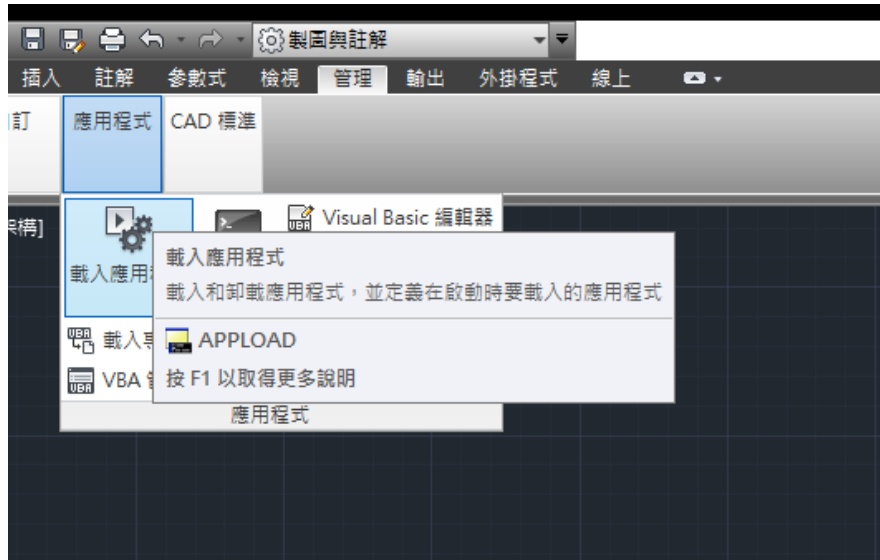 製圖與註解
插入 註解 參數式 檢視 管理 輸出 外掛程式 線上
訂 應用程式 CAD 標準
Visual Basic 編輯器
構]
載入應用
載入應用程式
載入和卸載應用程式，並定義在啟動時要載入的應用程式
VBA 載入
APPLOAD
VBA VBA
按 F1 以取得更多說明
應用程式